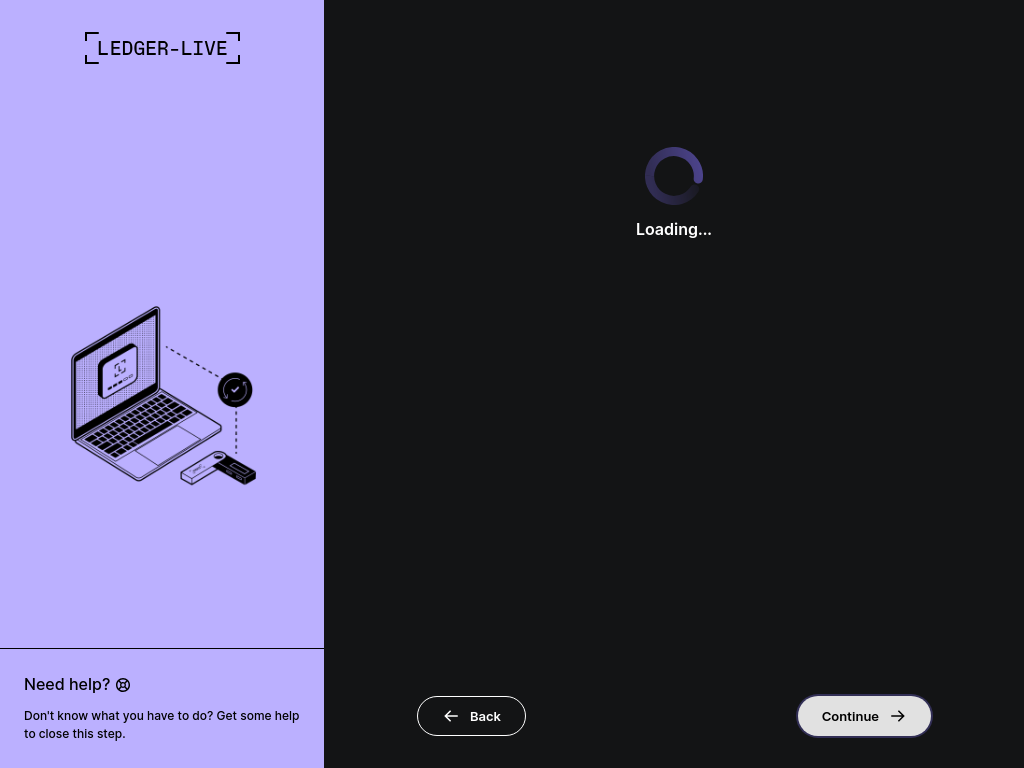 LEDGER-LIVE
Loading...
Need help?
Don't know what you have to do? Get some help
to close this step.
Back
Continue